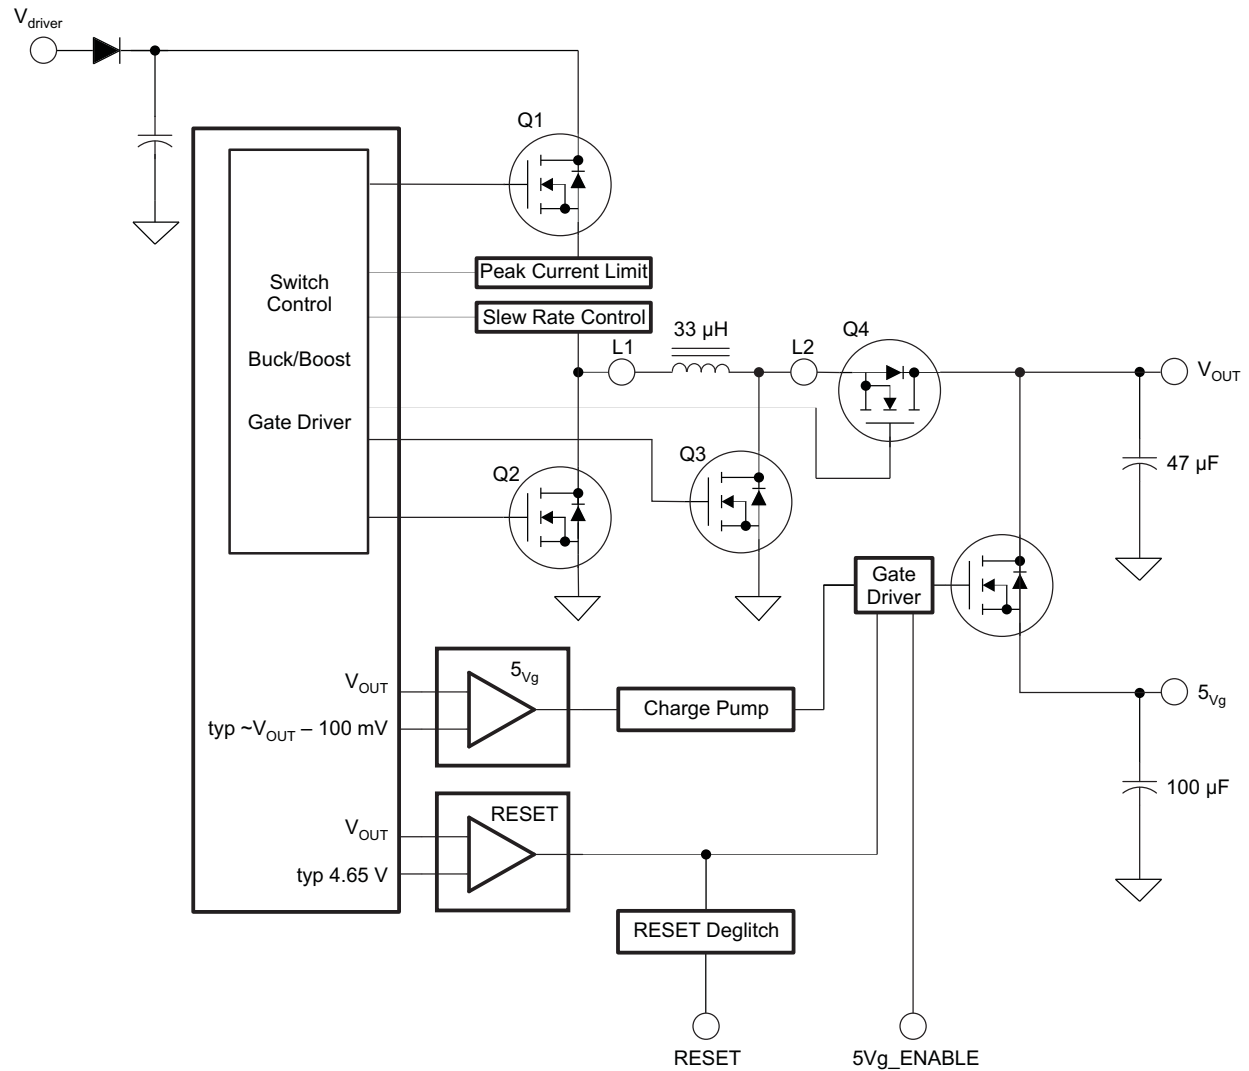 Vdriver
Q1
Peak Current Limit
Switch
Control
Slew Rate Control
33 µH
L1
L2
Q4
VOUT
Buck/Boost
Gate Driver
Q2
Q3
47 µF
Gate
Driver
5Vg
VOUT
Charge Pump
5Vg
typ ~VOUT – 100 mV
100 µF
RESET
VOUT
typ 4.65 V
RESET Deglitch
RESET
5Vg_ENABLE